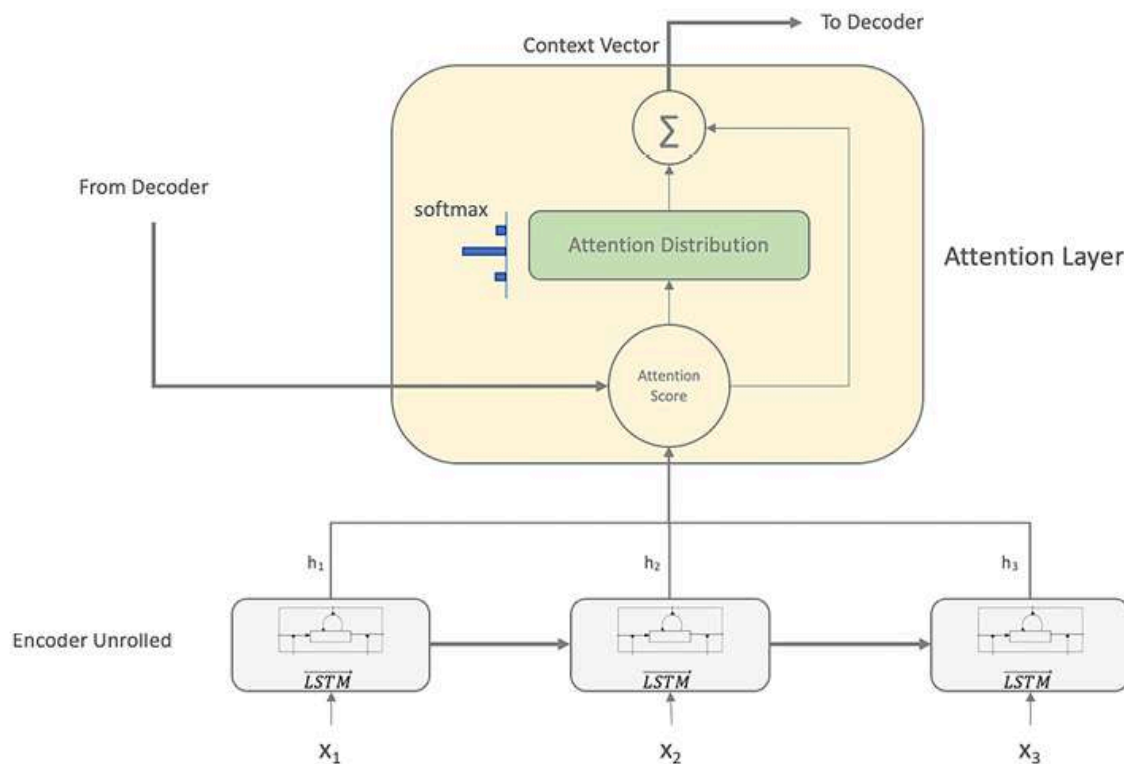 To Decoder
Context Vector
Σ
From Decoder
softmax
Attention Distribution
Attention Layer
Attention
Score
h₁
h₂
h₃
Encoder Unrolled
LSTM
LSTM
LSTM
X₁
X₂
X₃